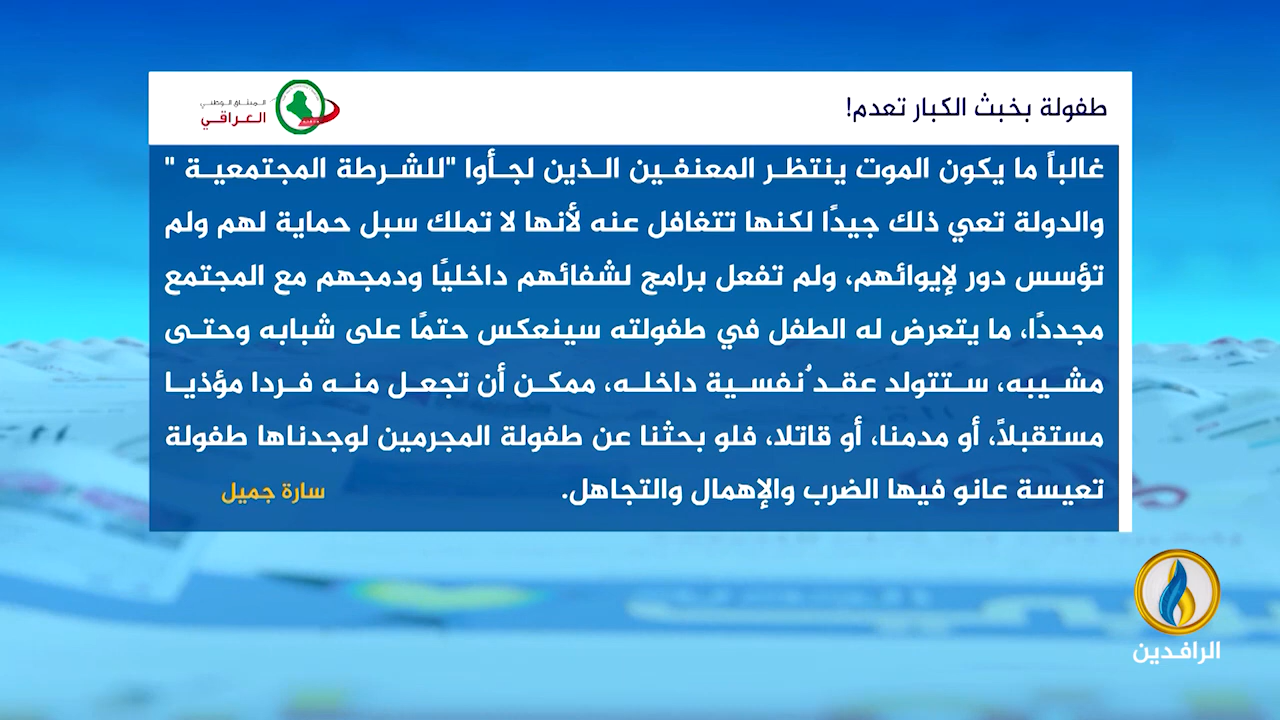 طفولة بخبث الكبار تعدم!
الميثاق الوطني
العراقي
غالباً ما يكون الموت ينتظر المعنفين الذين لجأوا "للشرطة المجتمعية "
والدولة تعي ذلك جيدًا لكنها تتغافل عنه لأنها لا تملك سبل حماية لهم ولم
تؤسس دور لإيوائهم، ولم تفعل برامج لشفائهم داخليًا ودمجهم مع المجتمع
مجددًا، ما يتعرض له الطفل في طفولته سينعكس حتمًا على شبابه وحتى
مشيبه، ستتولد عقد ُنفسية داخله، ممكن أن تجعل منه فردا مؤذيا
مستقبلاً، أو مدمنا، أو قاتلا، فلو بحثنا عن طفولة المجرمين لوجدناها طفولة
تعيسة عانو فيها الضرب والإهمال والتجاهل.
سارة جميل
الرافدين